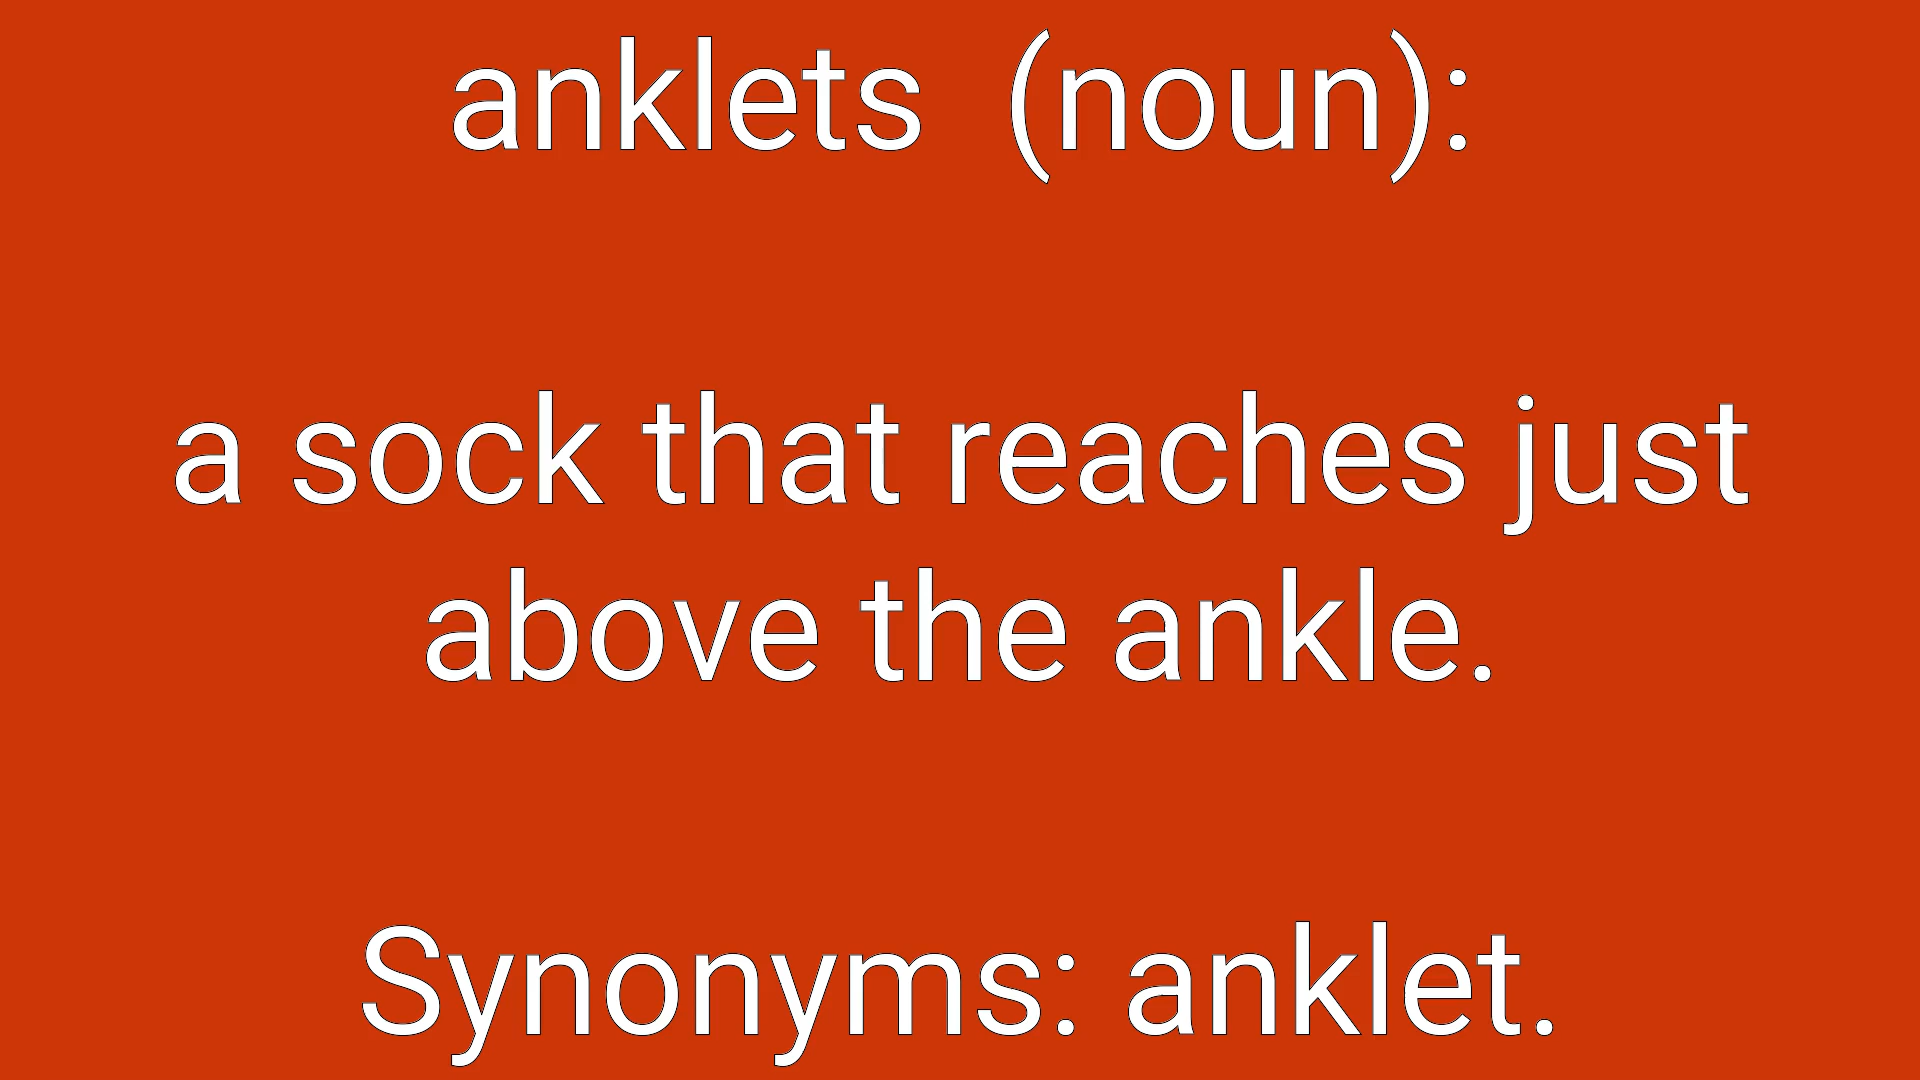 anklets  (noun):
a sock that reaches just
above the ankle.
Synonyms: anklet.